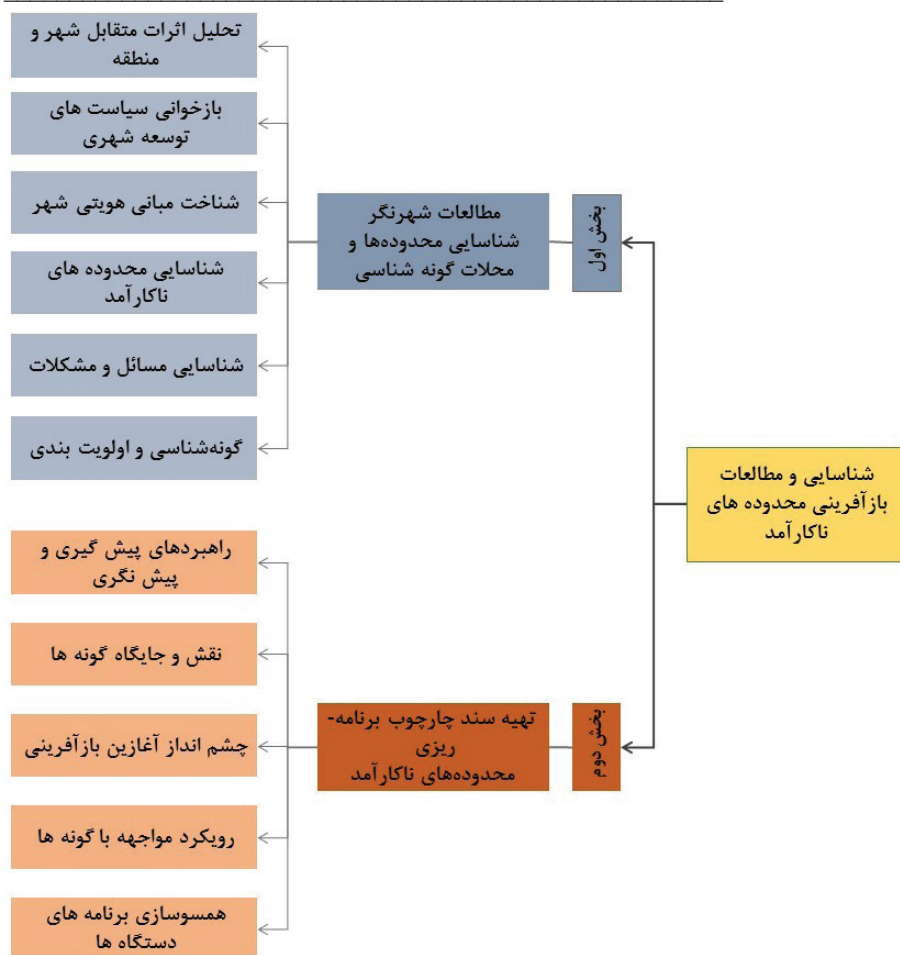 شناسایی و مطالعات
بازآفرینی محدوده های
ناکارآمد
بخش اول
مطالعات شهرنگر
شناسایی محدوده‌ها و
محلات گونه شناسی
تحلیل اثرات متقابل شهر و
منطقه
بازخوانی سیاست های
توسعه شهری
شناخت مبانی هویتی شهر
شناسایی محدوده های
ناکارآمد
شناسایی مسائل و مشکلات
گونه‌شناسی و اولویت بندی
بخش دوم
تهیه سند چارچوب برنامه-
ریزی
محدوده‌های ناکارآمد
راهبردهای پیش گیری و
پیش نگری
نقش و جایگاه گونه ها
چشم انداز آغازین بازآفرینی
رویکرد مواجهه با گونه ها
همسوسازی برنامه های
دستگاه ها